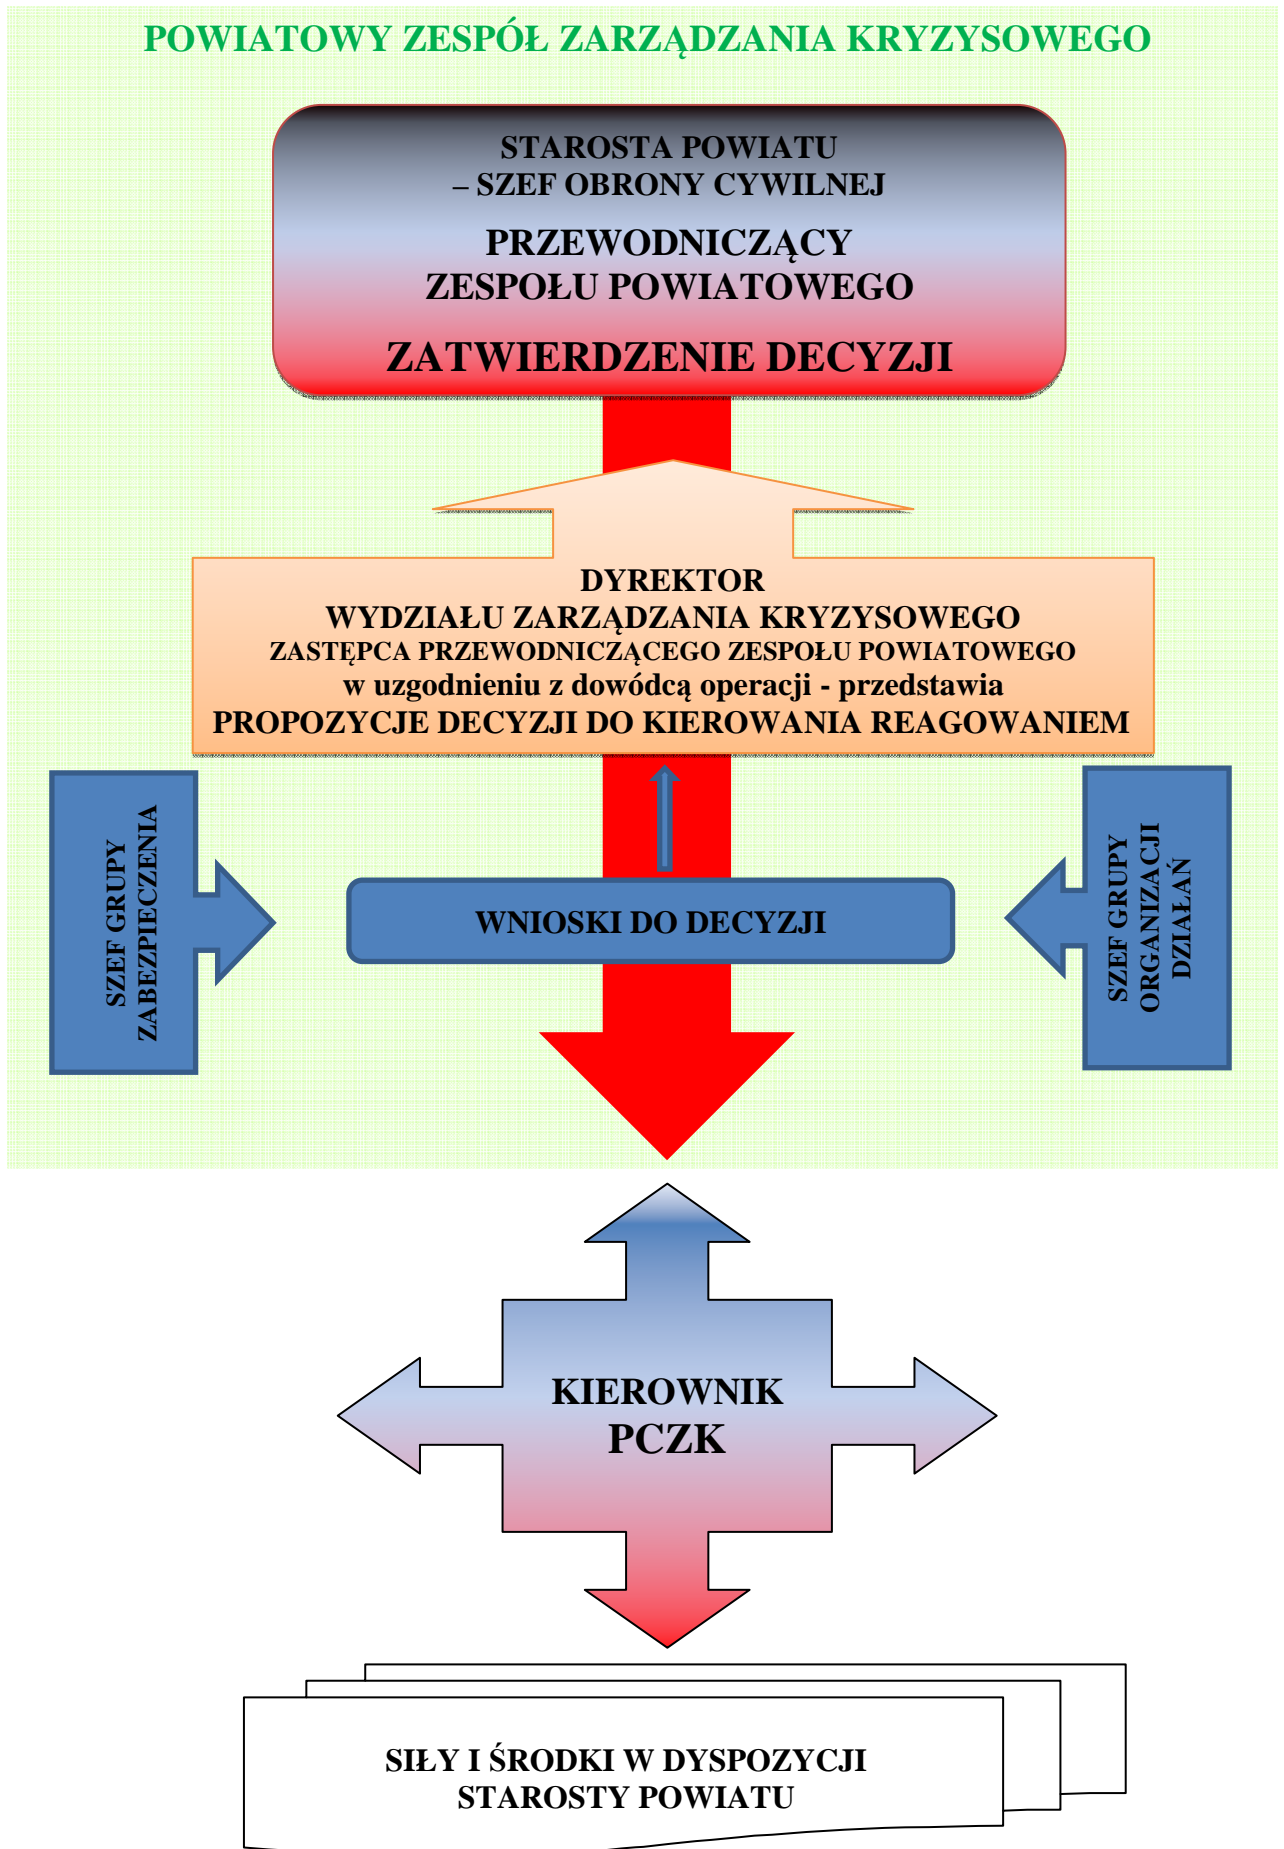 POWIATOWY ZESPÓŁ ZARZĄDZANIA KRYZYSOWEGO
STAROSTA POWIATU
– SZEF OBRONY CYWILNEJ
PRZEWODNICZĄCY
ZESPOŁU POWIATOWEGO
ZATWIERDZENIE DECYZJI
DYREKTOR
WYDZIAŁU ZARZĄDZANIA KRYZYSOWEGO
ZASTĘPCA PRZEWODNICZĄCEGO ZESPOŁU POWIATOWEGO
w uzgodnieniu z dowódcą operacji - przedstawia
PROPOZYCJE DECYZJI DO KIEROWANIA REAGOWANIEM
SZEF GRUPY
ZABEZPIECZENIA
WNIOSKI DO DECYZJI
SZEF GRUPY
ORGANIZACJI
DZIAŁAŃ
KIEROWNIK
PCZK
SIŁY I ŚRODKI W DYSPOZYCJI
STAROSTY POWIATU